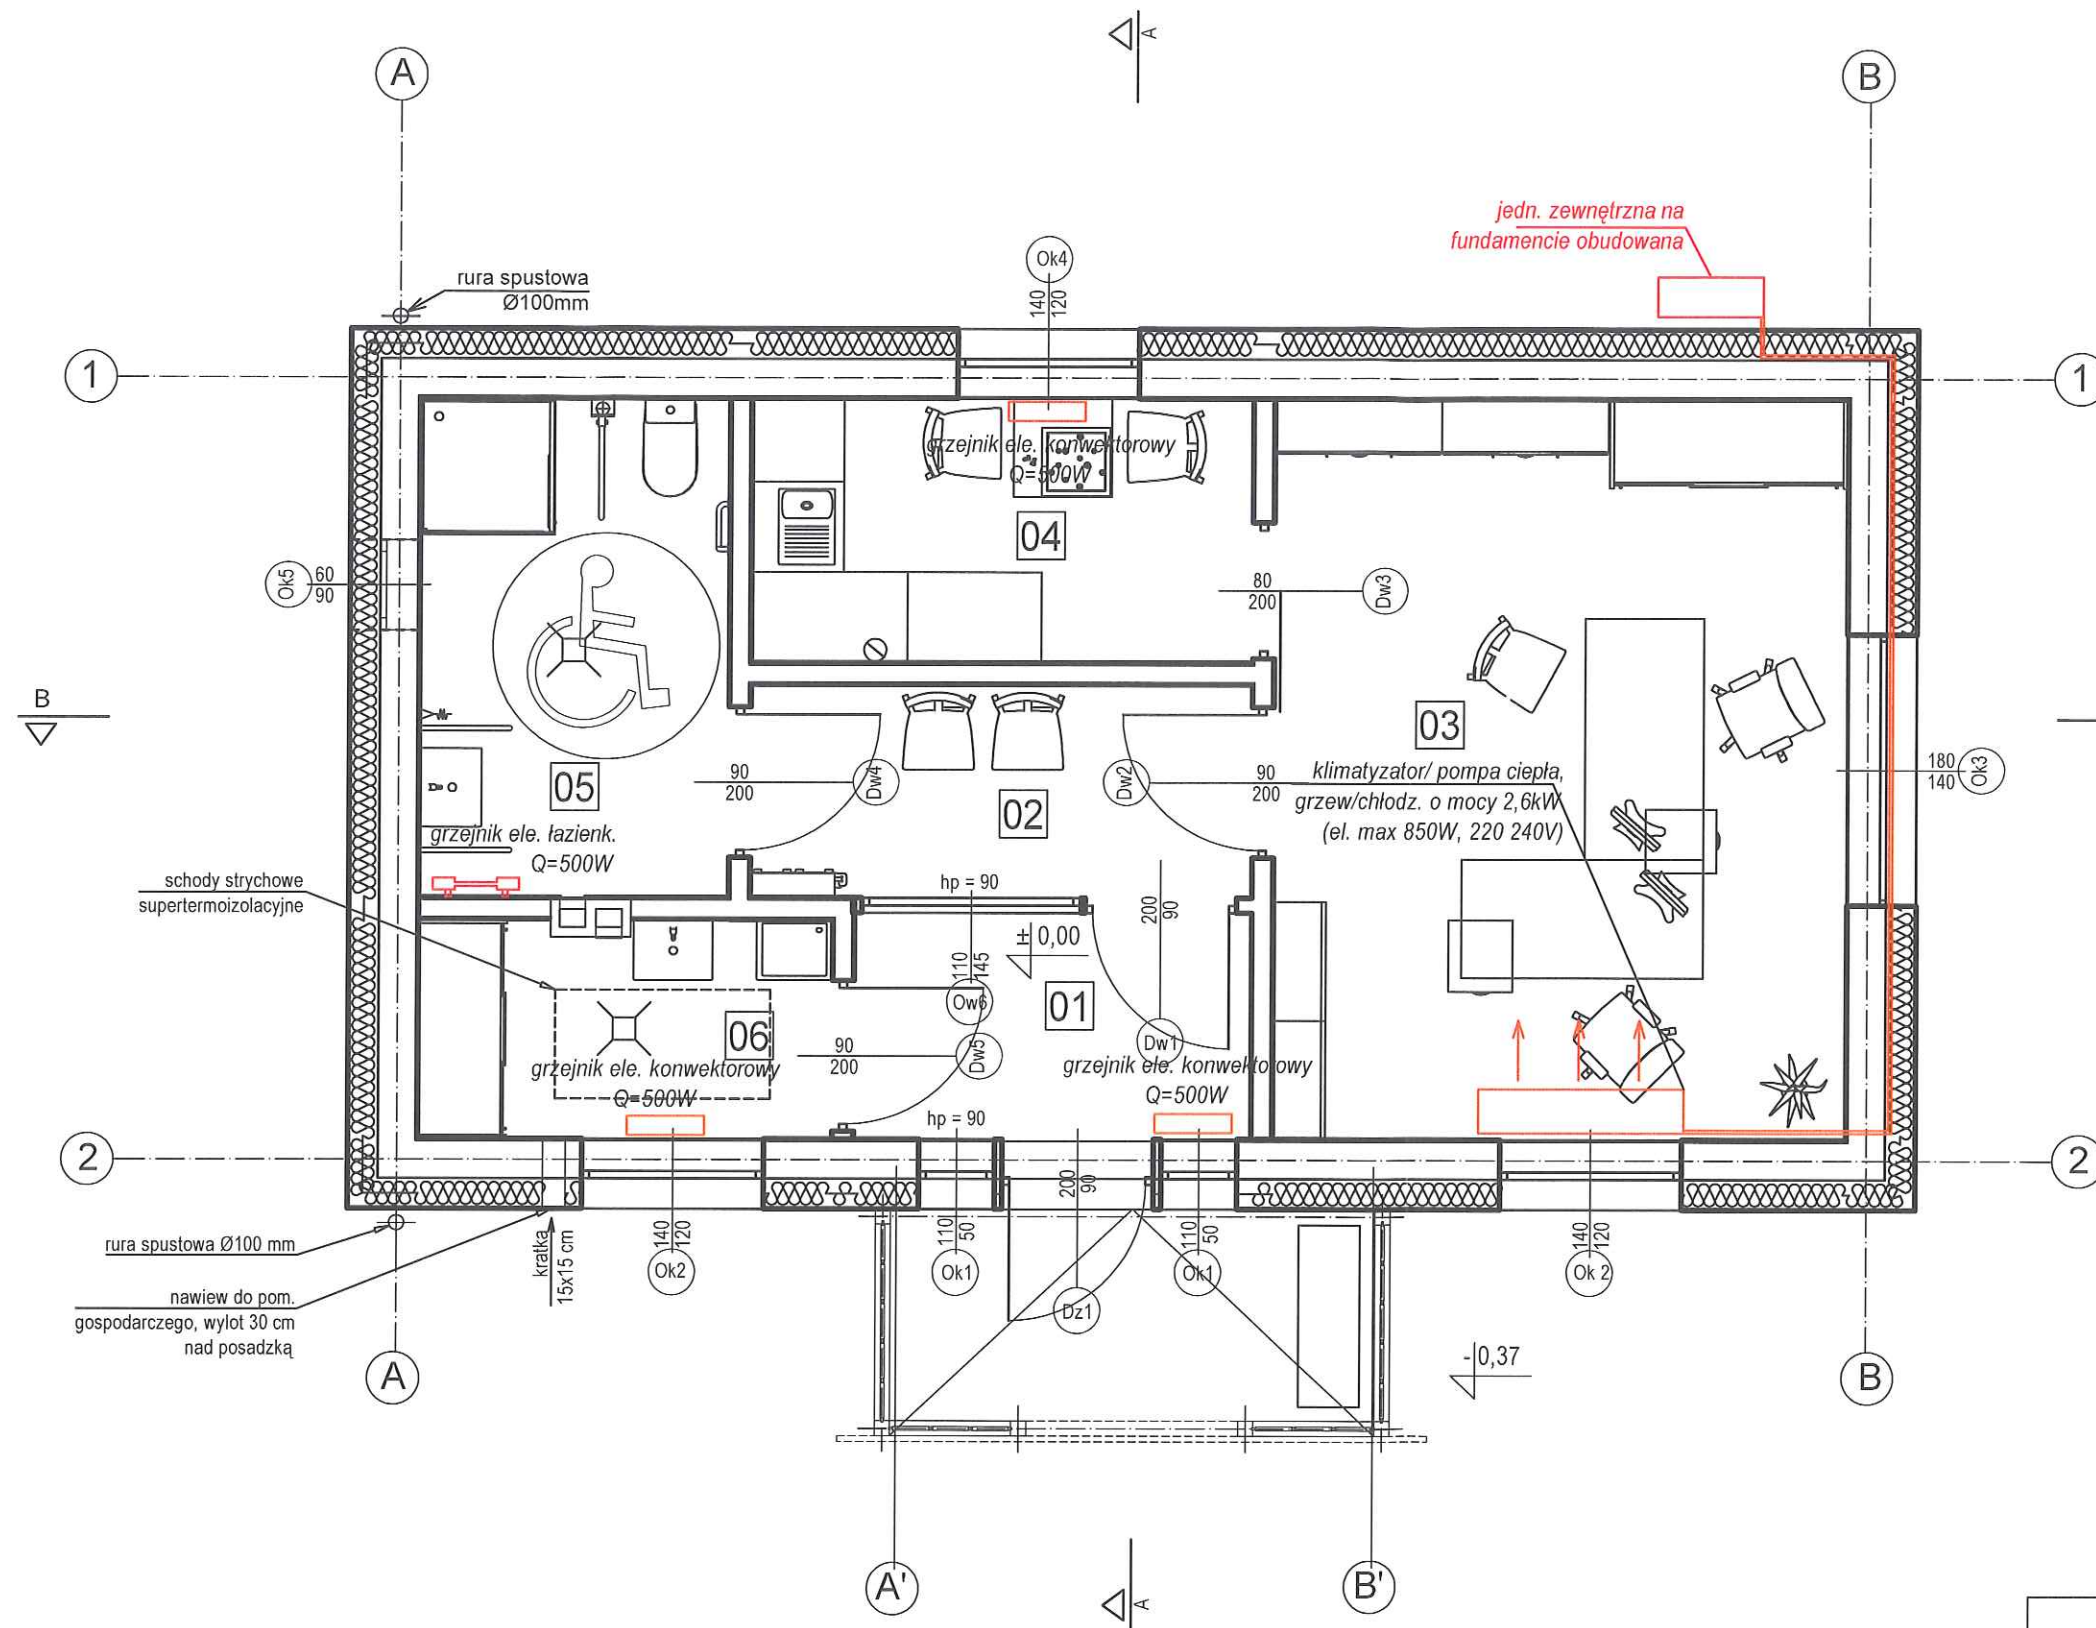 A
A
B
jedn. zewnętrzna na
fundamencie obudowana
rura spustowa
Ø100mm
Ok4
140
120
1
1
grzejnik ele. konwektorowy
Q=500W
04
Ok5
60
90
80
200
Dw3
B
03
05
90
200
Dw4
02
Dw2
90
200
klimatyzator/ pompa ciepła,
grzew/chłodz. o mocy 2,6kW
(el. max 850W, 220 240V)
180
140
Ok3
grzejnik ele. łazienk.
Q=500W
schody strychowe
supertermoizolacyjne
hp = 90
200
90
± 0,00
110
145
Ow6
01
06
90
200
Dw5
Dw1
grzejnik ele. konwektorowy
Q=500W
grzejnik ele. konwektorowy
Q=500W
hp = 90
2
2
200
90
rura spustowa Ø100 mm
kratka
15x15 cm
140
120
Ok2
110
50
Ok1
110
50
Ok1
140
120
Ok 2
Dz1
nawiew do pom.
gospodarczego, wylot 30 cm
nad posadzką
-0,37
A
B
A'
B'
A